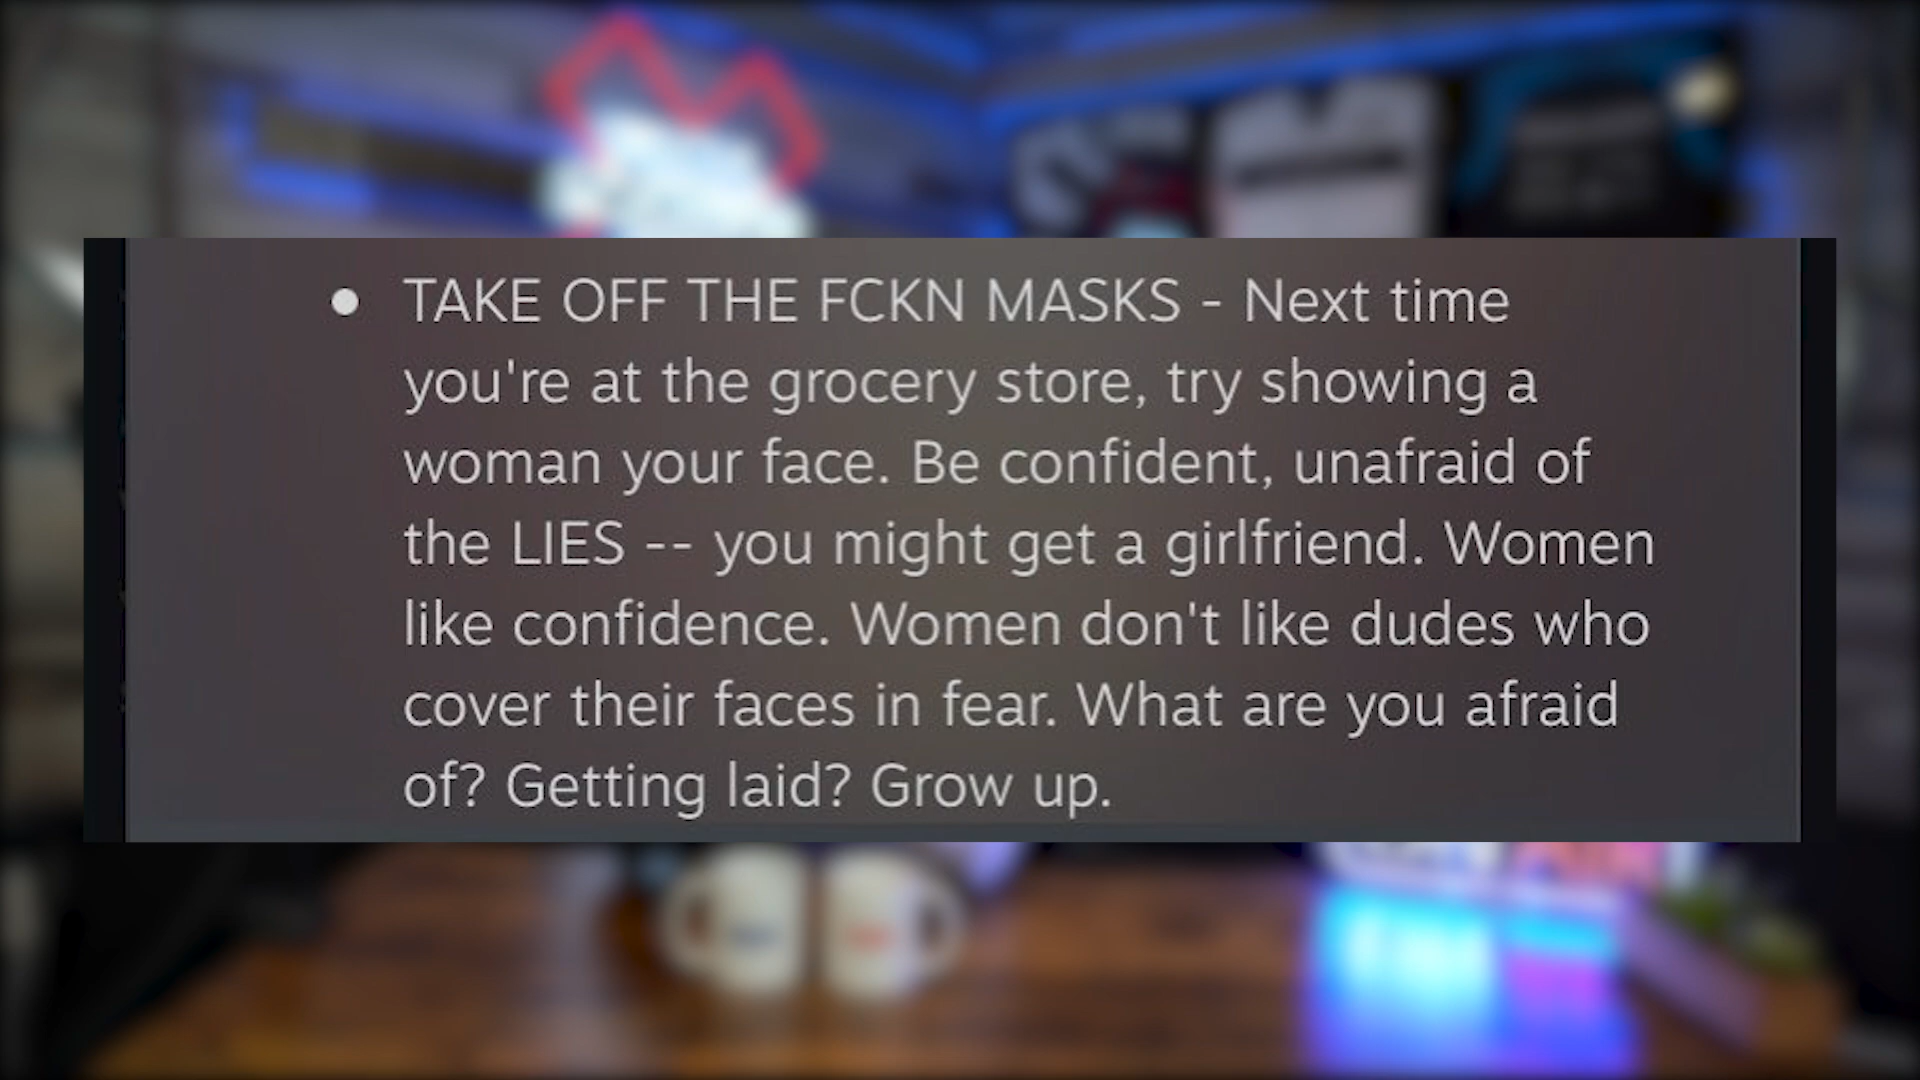 ● TAKE OFF THE FCKN MASKS - Next time
you're at the grocery store, try showing a
woman your face. Be confident, unafraid of
the LIES -- you might get a girlfriend. Women
like confidence. Women don't like dudes who
cover their faces in fear. What are you afraid
of? Getting laid? Grow up.